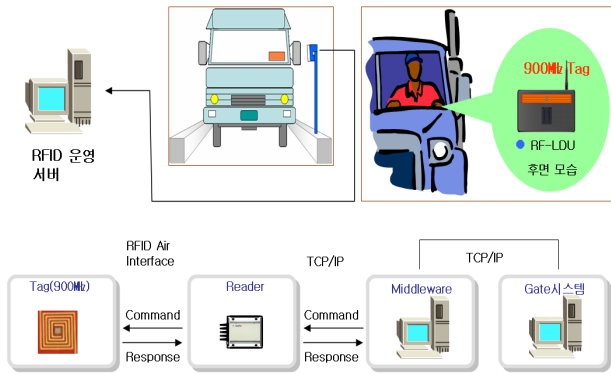 900㎒ Tag
RF-LDU
후면 모습
RFID 운영
서버
RFID Air
Interface
TCP/IP
TCP/IP
Tag(900㎒)
Reader
Middleware
Gate시스템
Command
Response
Command
Response